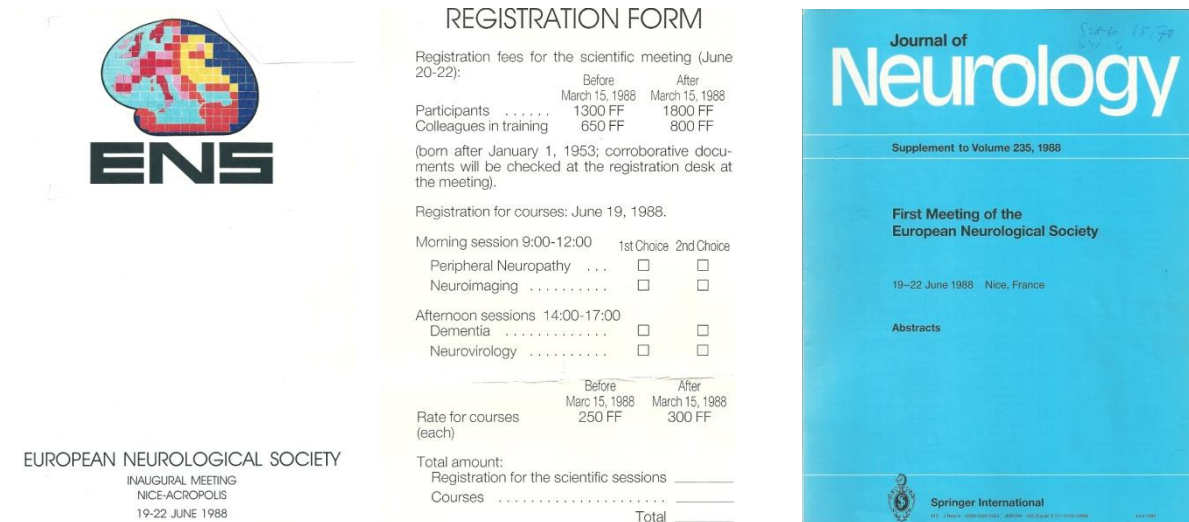 ENS
EUROPEAN NEUROLOGICAL SOCIETY
INAUGURAL MEETING
NICE-ACROPOLIS
19-22 JUNE 1988
REGISTRATION FORM
Registration fees for the scientific meeting (June
20-22):
Before After
March 15, 1988 March 15, 1988
Participants ...... 1300 FF 1800 FF
Colleagues in training 650 FF 800 FF
(born after January 1, 1953; corroborative docu-
ments will be checked at the registration desk at
the meeting).
Registration for courses: June 19, 1988.
Morning session 9:00-12:00 1st Choice 2nd Choice
Peripheral Neuropathy ... ☐ ☐
Neuroimaging .......... ☐ ☐
Afternoon sessions 14:00-17:00
Dementia ............. ☐ ☐
Neurovirology .......... ☐ ☐
Before After
Marc 15, 1988 March 15, 1988
Rate for courses 250 FF 300 FF
(each)
Total amount:
Registration for the scientific sessions ______
Courses ..................... ______
Total ______
Journal of
Neurology
Supplement to Volume 235, 1988
First Meeting of the
European Neurological Society
19–22 June 1988 Nice, France
Abstracts
Springer International